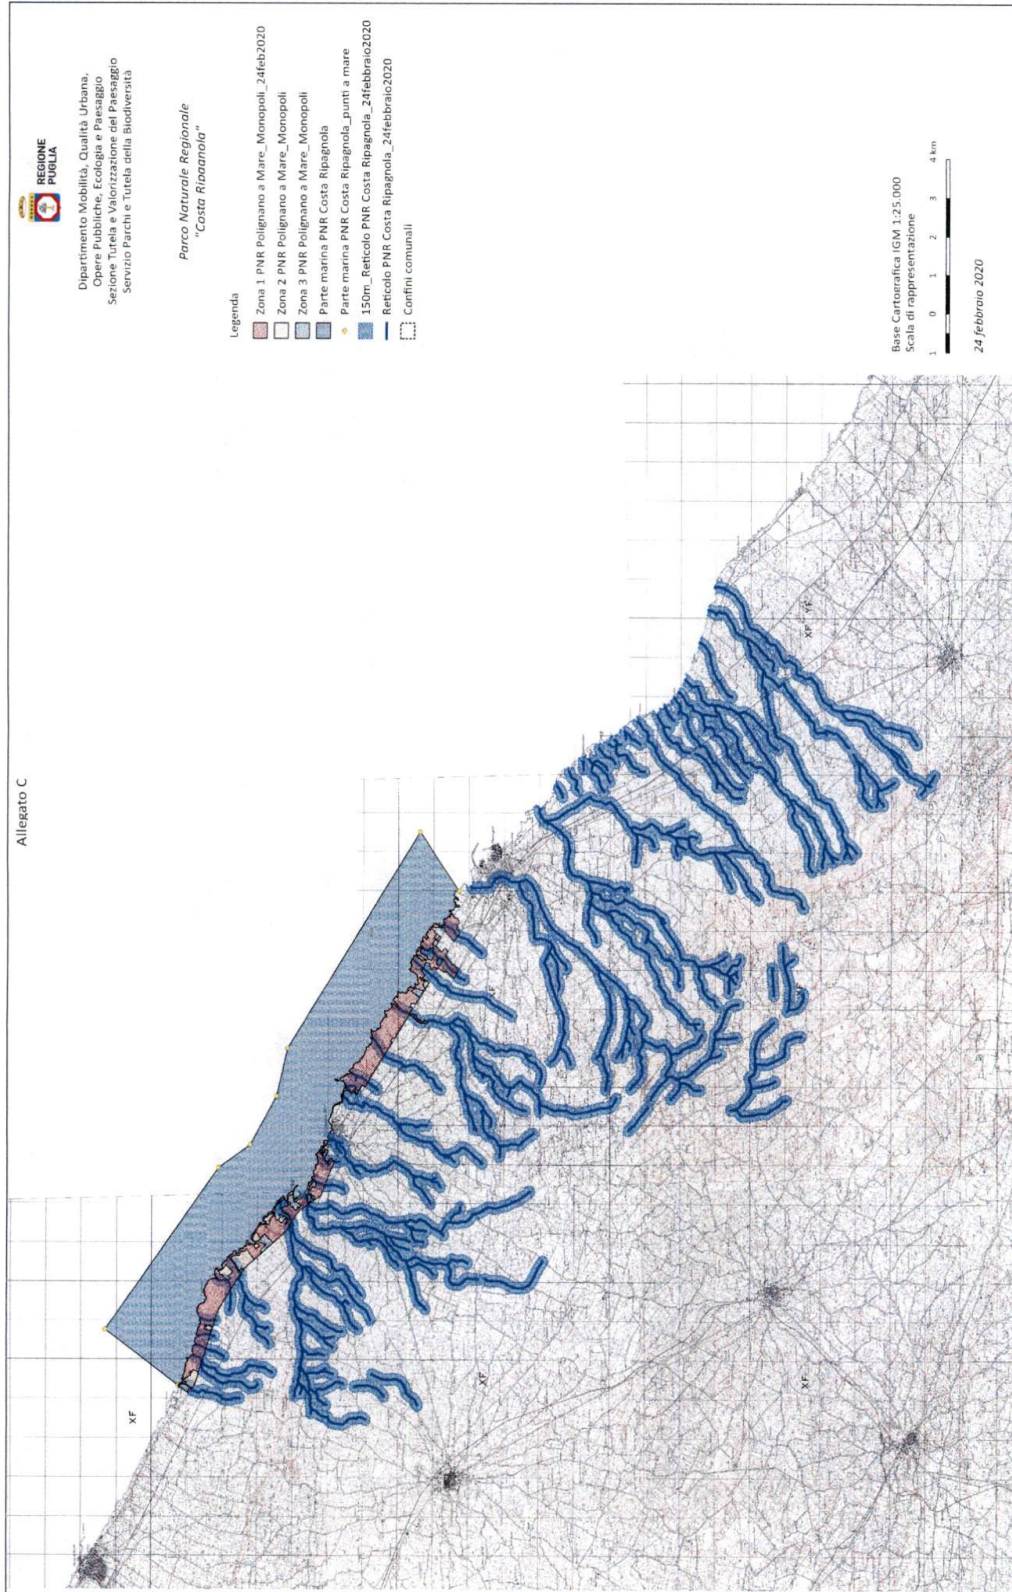 Allegato C
REGIONE
PUGLIA
Dipartimento Mobilità, Qualità Urbana,
Opere Pubbliche, Ecologia e Paesaggio
Sezione Tutela e Valorizzazione del Paesaggio
Servizio Parchi e Tutela della Biodiversità
Parco Naturale Regionale
"Costa Ripagnola"
Legenda
Zona 1 PNR Polignano a Mare_Monopoli_24feb2020
Zona 2 PNR Polignano a Mare_Monopoli
Zona 3 PNR Polignano a Mare_Monopoli
Parte marina PNR Costa Ripagnola
Parte marina PNR Costa Ripagnola_punti a mare
150m_Reticolo PNR Costa Ripagnola_24febbraio2020
Reticolo PNR Costa Ripagnola_24febbraio2020
Confini comunali
Base Cartografica IGM 1:25.000
Scala di rappresentazione
1 0 1 2 3 4 km
24 febbraio 2020
XF
XF
XF
XF YF